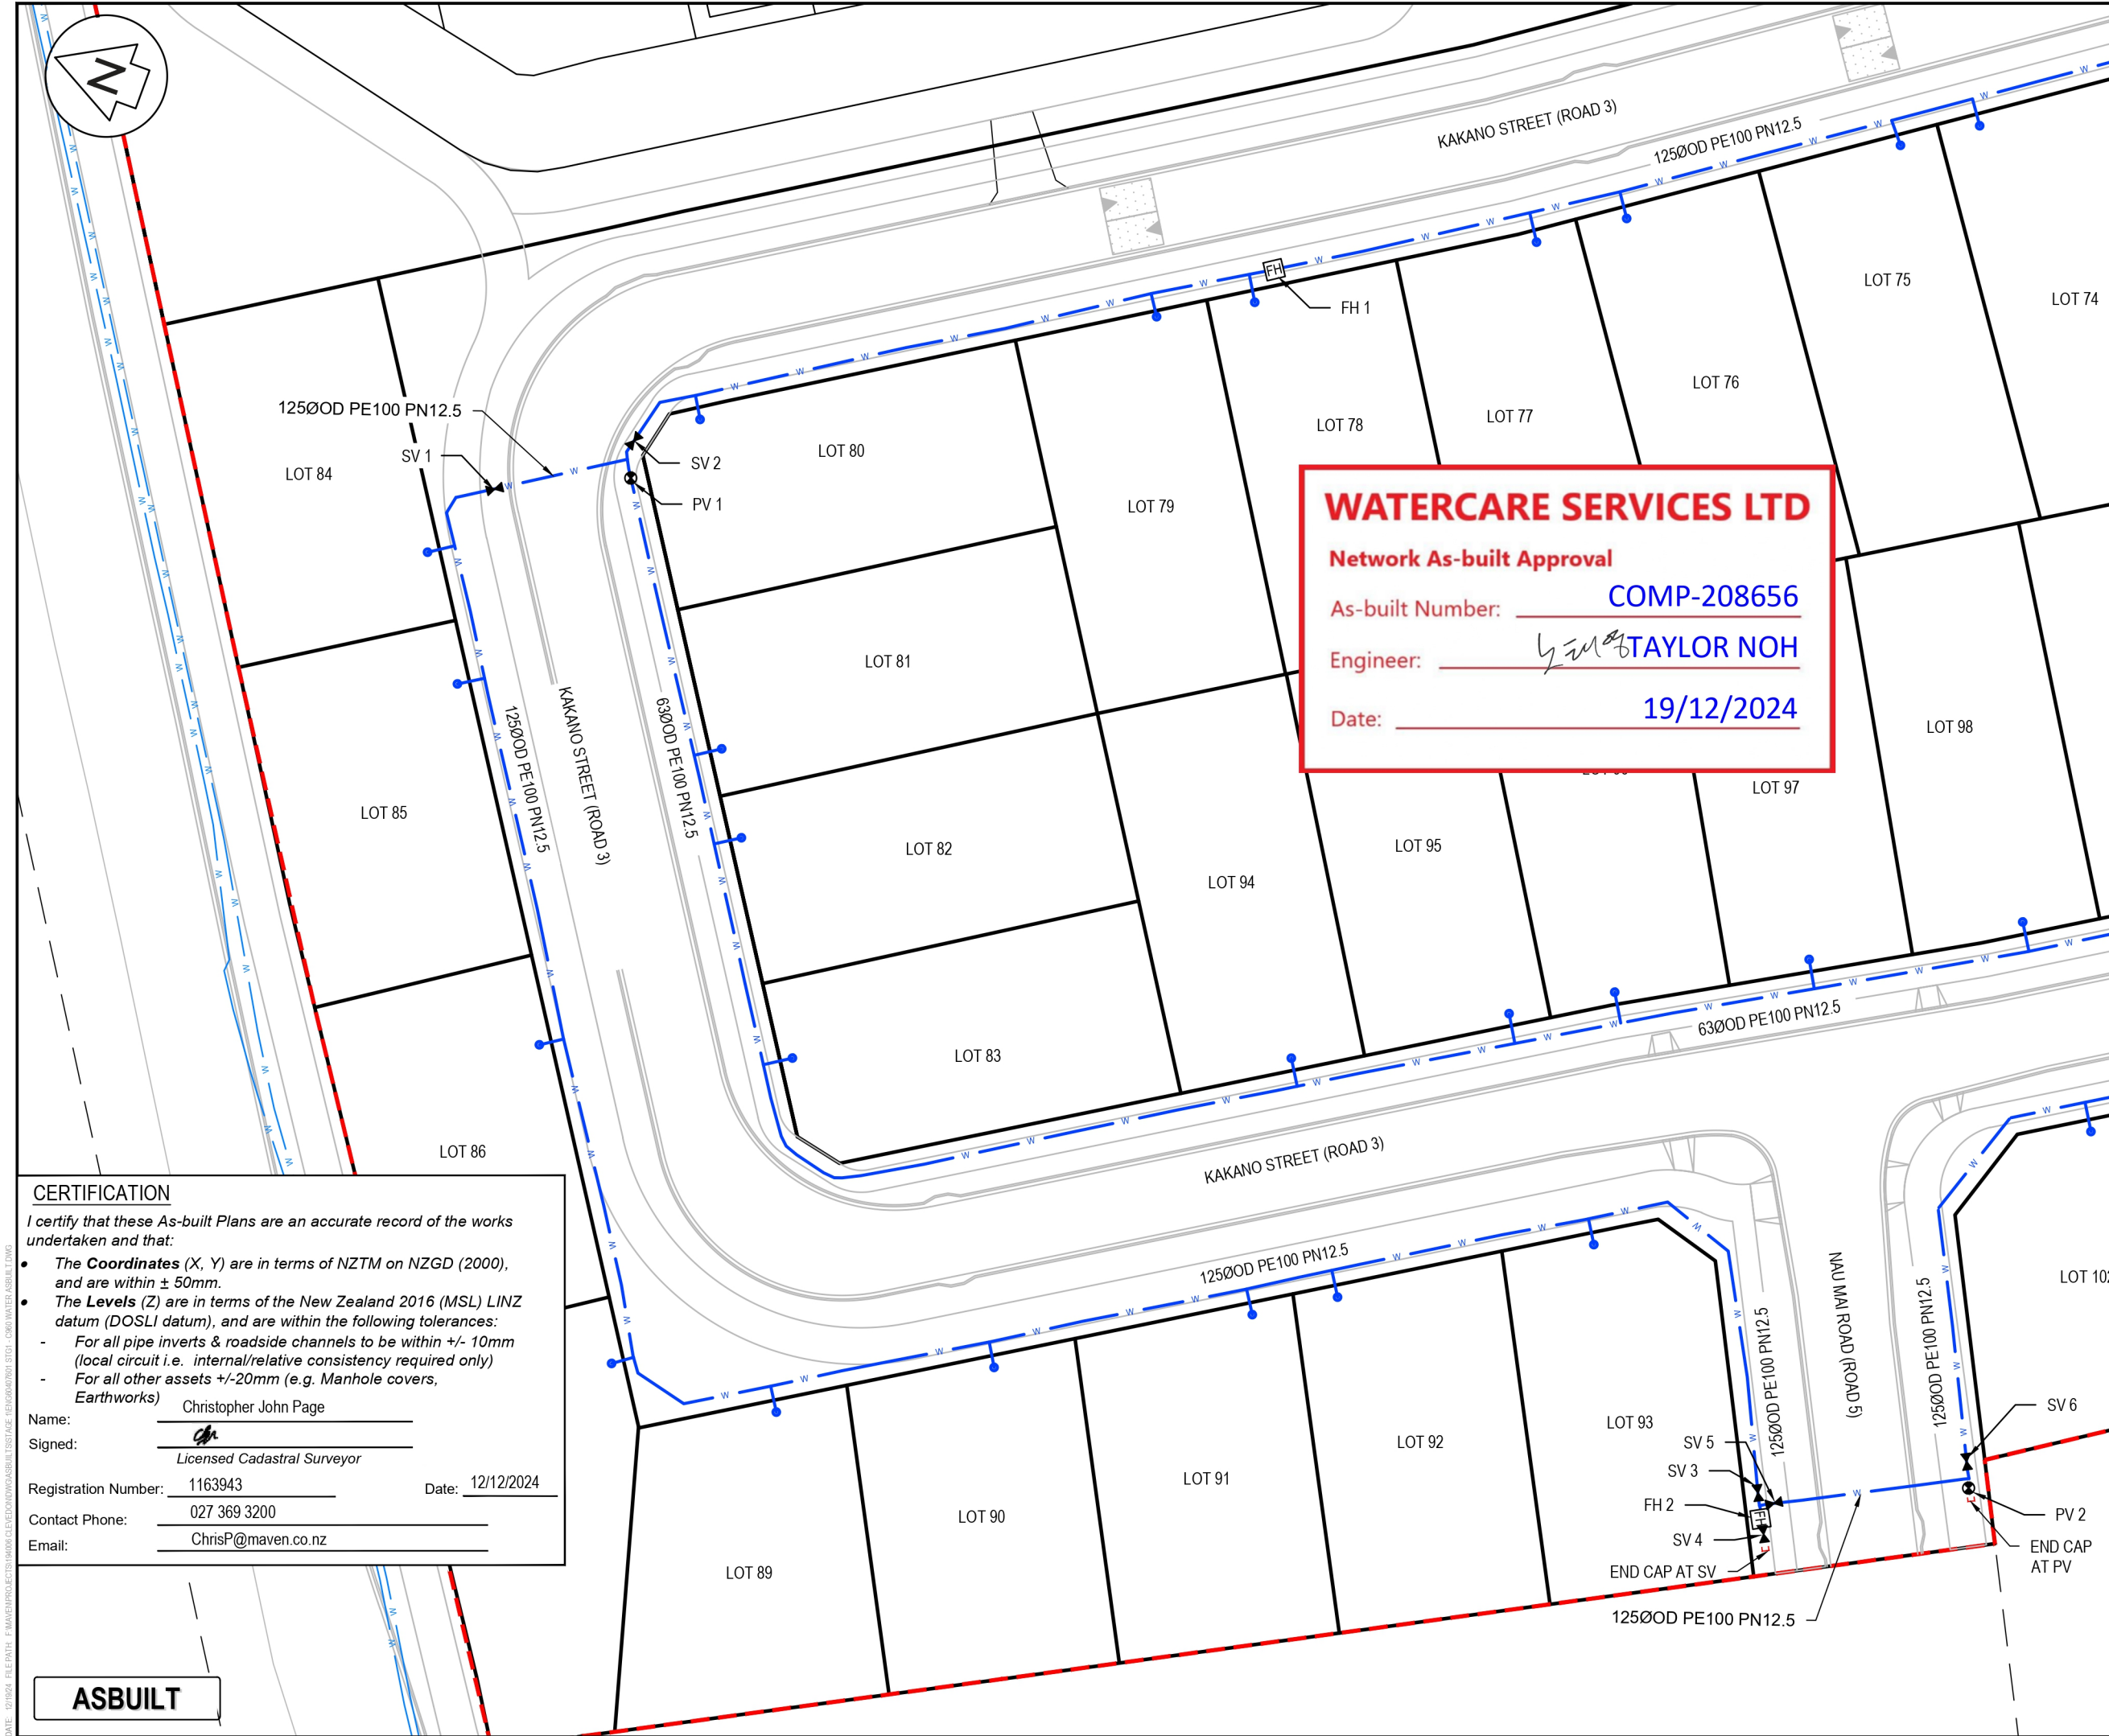 N
KAKANO STREET (ROAD 3)
125ØOD PE100 PN12.5
LOT 75
LOT 74
FH
FH 1
LOT 76
LOT 77
LOT 78
125ØOD PE100 PN12.5
SV 1
LOT 84
SV 2
PV 1
LOT 80
LOT 79
WATERCARE SERVICES LTD
Network As-built Approval
As-built Number: COMP-208656
Engineer: 노태영 TAYLOR NOH
Date: 19/12/2024
LOT 81
125ØOD PE100 PN12.5
KAKANO STREET (ROAD 3)
63ØOD PE100 PN12.5
LOT 98
LOT 97
LOT 85
LOT 82
LOT 95
LOT 94
63ØOD PE100 PN12.5
LOT 83
LOT 86
KAKANO STREET (ROAD 3)
125ØOD PE100 PN12.5
125ØOD PE100 PN12.5
NAU MAI ROAD (ROAD 5)
125ØOD PE100 PN12.5
LOT 102
SV 6
LOT 93
LOT 92
LOT 91
LOT 90
LOT 89
SV 5
SV 3
FH 2
FH
SV 4
END CAP AT SV
PV 2
END CAP
AT PV
125ØOD PE100 PN12.5
CERTIFICATION
I certify that these As-built Plans are an accurate record of the works
undertaken and that:
• The Coordinates (X, Y) are in terms of NZTM on NZGD (2000),
and are within ± 50mm.
• The Levels (Z) are in terms of the New Zealand 2016 (MSL) LINZ
datum (DOSLI datum), and are within the following tolerances:
- For all pipe inverts & roadside channels to be within +/- 10mm
(local circuit i.e. internal/relative consistency required only)
- For all other assets +/-20mm (e.g. Manhole covers,
Earthworks)
Name: Christopher John Page
Signed:
Licensed Cadastral Surveyor
Registration Number: 1163943 Date: 12/12/2024
Contact Phone: 027 369 3200
Email: ChrisP@maven.co.nz
ASBUILT